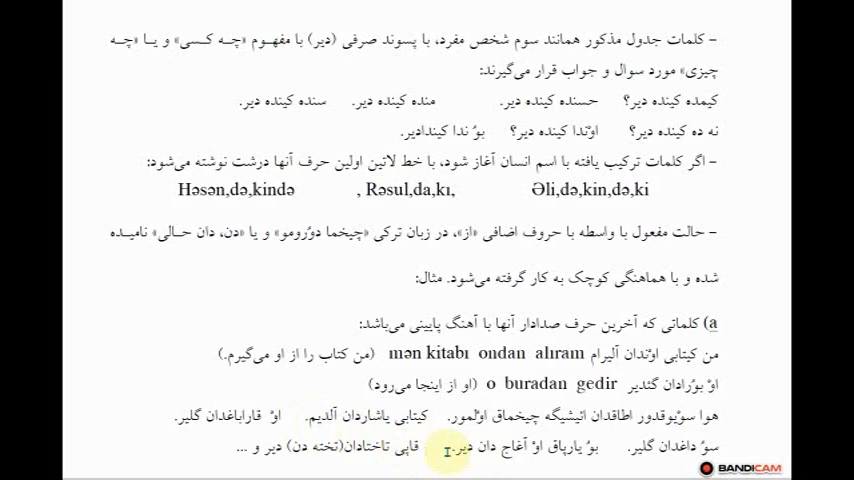 – کلمات جدول مذکور همانند سوم شخص مفرد، با پسوند صرفی (دیر) با مفهوم «چه کسی» و یا «چه
چیزی» مورد سوال و جواب قرار می‌گیرند:
کیمده کینده دیر؟ حسنده کینده دیر. منده کینده دیر. سنده کینده دیر.
نه ده کینده دیر؟ اوْندا کینده دیر؟ بوُ ندا کیندادیر.
– اگر کلمات ترکیب یافته با اسم انسان آغاز شود، با خط لاتین اولین حرف آنها درشت نوشته می‌شود:
Həsən,də,kində , Rəsul,da,kı, Əli,də,kin,də,ki
– حالت مفعول با واسطه با حروف اضافی «از»، در زبان ترکی «چیخما دوُرومو» و یا «دن، دان حالی» نامیده
شده و با هماهنگی کوچک به کار گرفته می‌شود. مثال:
a) کلماتی که آخرین حرف صدادار آنها با آهنگ پایینی می‌باشد:
من کیتابی اوْندان آلیرام mən kitabı ondan alıram (من کتاب را از او می‌گیرم.)
اوْ بوُرادان گئدیر o buradan gedir (او از اینجا می‌رود)
هوا سوْیوقدور اطاقدان ائیشیگه چیخماق اوْلمور. کیتابی یاشاردان آلدیم. اوْ قاراباغدان گلیر.
سوُ داغدان گلیر. بوُ یارپاق اوْ آغاج دان دیر. قاپی تاختادان(تخته دن) دیر و ...
BANDICAM